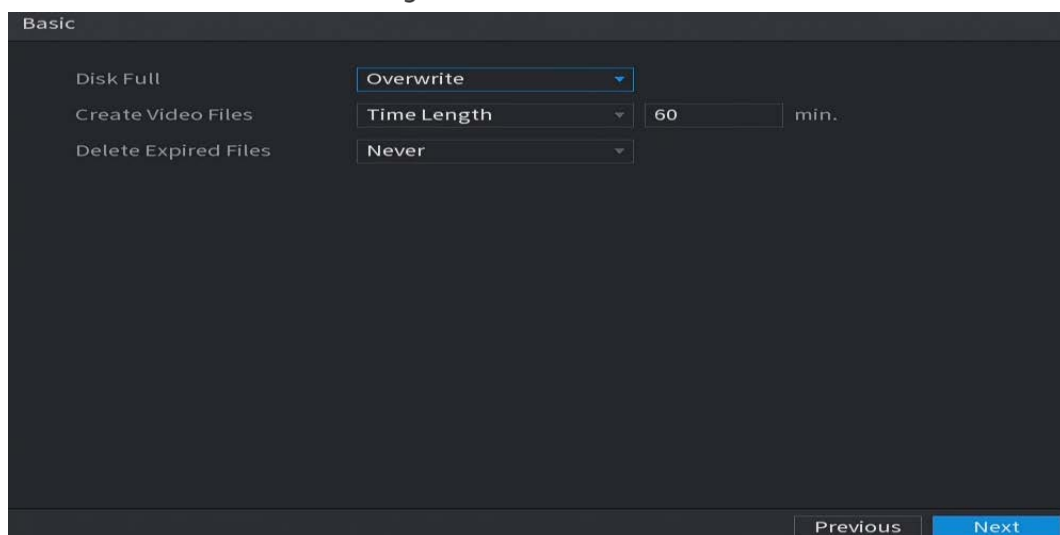 Basic
Disk Full Overwrite
Create Video Files Time Length 60 min.
Delete Expired Files Never
Previous Next